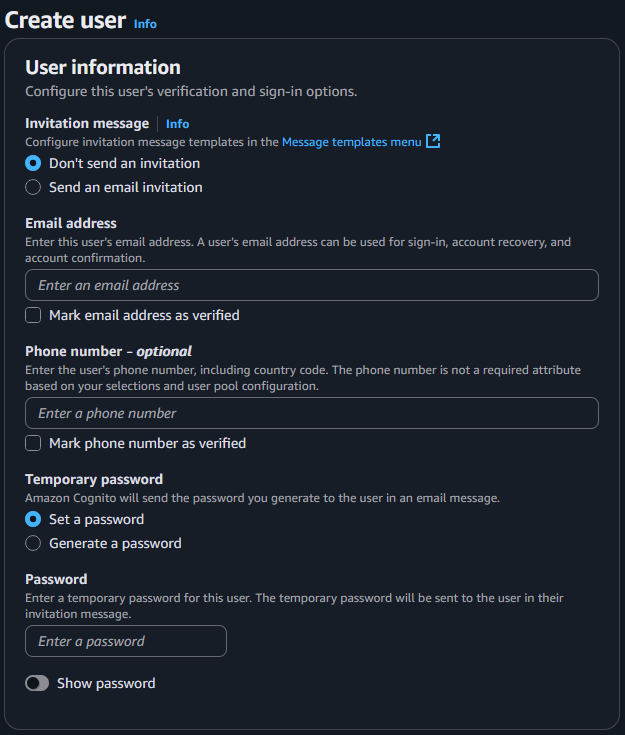 Create user Info
User information
Configure this user's verification and sign-in options.
Invitation message Info
Configure invitation message templates in the Message templates menu
Don't send an invitation
Send an email invitation
Email address
Enter this user's email address. A user's email address can be used for sign-in, account recovery, and
account confirmation.
Enter an email address
Mark email address as verified
Phone number - optional
Enter the user's phone number, including country code. The phone number is not a required attribute
based on your selections and user pool configuration.
Enter a phone number
Mark phone number as verified
Temporary password
Amazon Cognito will send the password you generate to the user in an email message.
Set a password
Generate a password
Password
Enter a temporary password for this user. The temporary password will be sent to the user in their
invitation message.
Enter a password
Show password